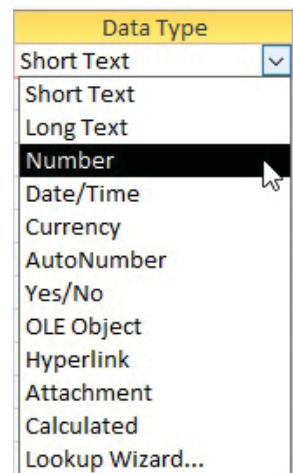 Data Type
Short Text
Short Text
Long Text
Number
Date/Time
Currency
AutoNumber
Yes/No
OLE Object
Hyperlink
Attachment
Calculated
Lookup Wizard...